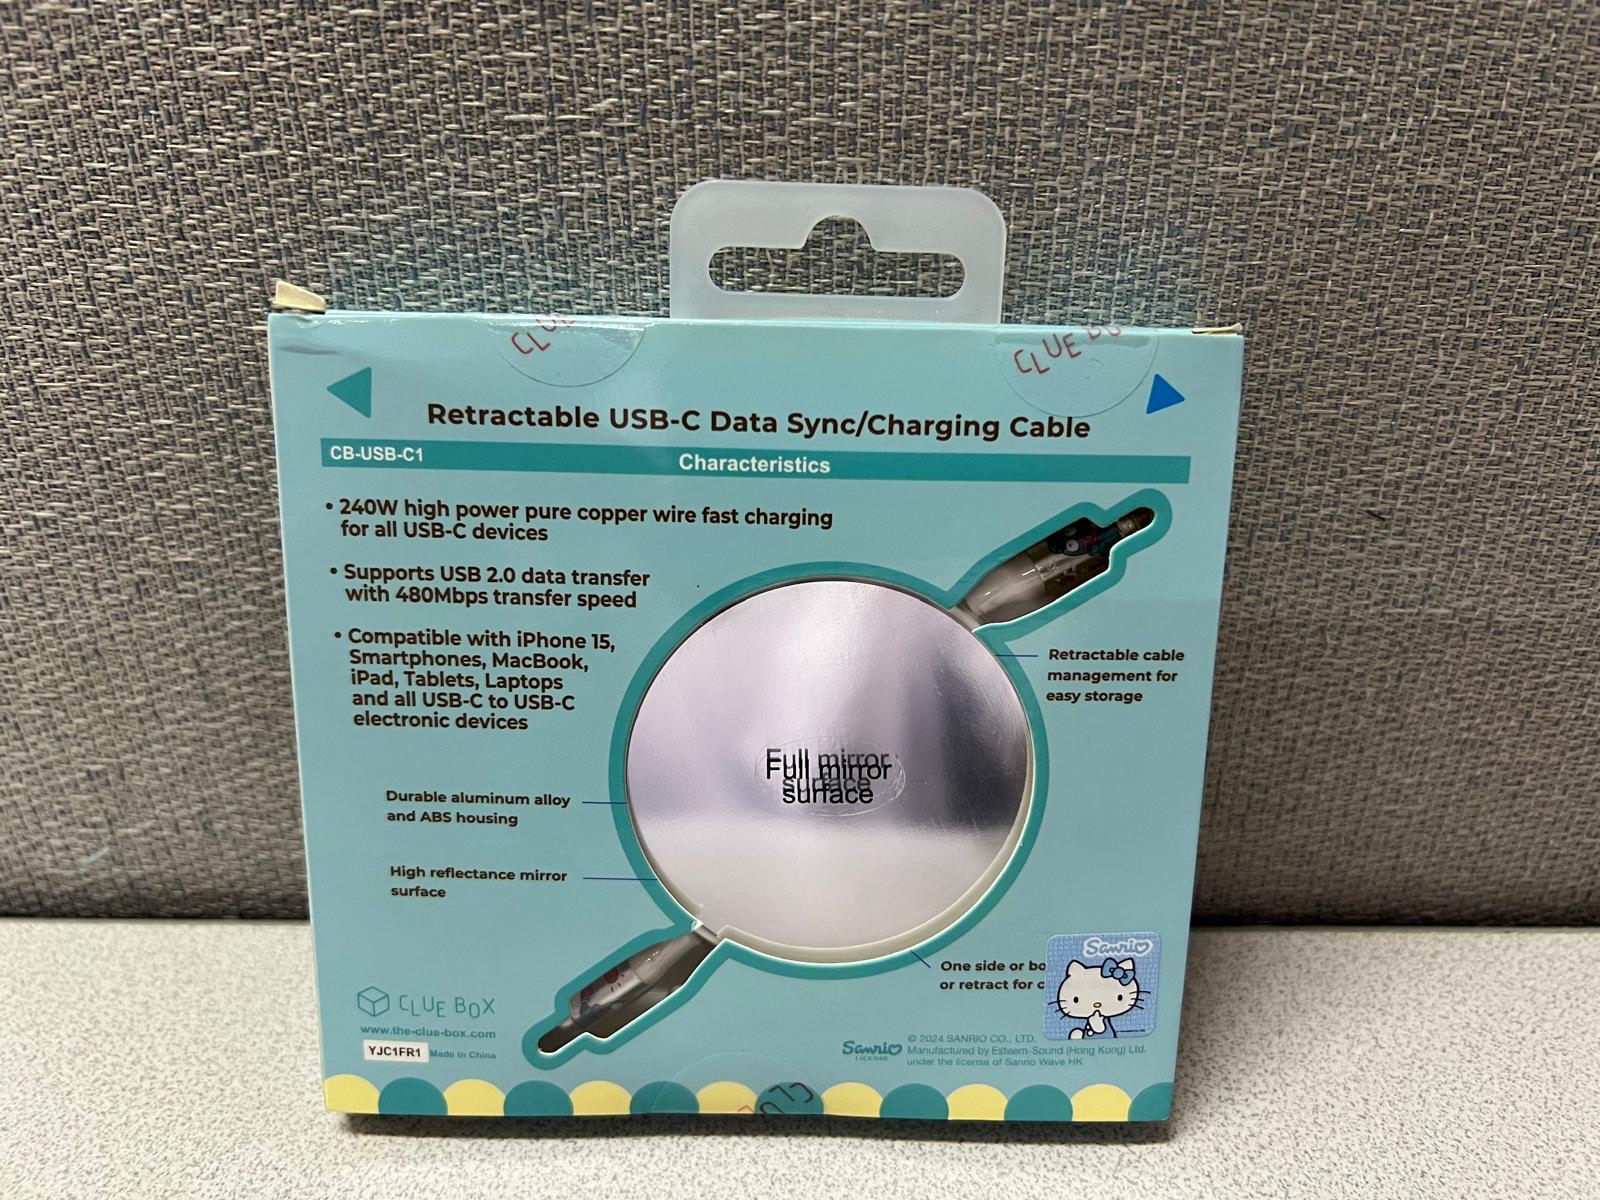 CLUE
CLUE BO
Retractable USB-C Data Sync/Charging Cable
CB-USB-C1
Characteristics
• 240W high power pure copper wire fast charging
for all USB-C devices
• Supports USB 2.0 data transfer
with 480Mbps transfer speed
• Compatible with iPhone 15,
Smartphones, MacBook,
iPad, Tablets, Laptops
and all USB-C to USB-C
electronic devices
Retractable cable
management for
easy storage
Full mirror
surface
Durable aluminum alloy
and ABS housing
High reflectance mirror
surface
One side or
or retract for
Sanrio
CLUE BOX
www.the-clue-box.com
YJC1FR1 Made in China
Sanrio
LICENSE
© 2024 SANRIO CO., LTD.
Manufactured by Esteem-Sound (Hong Kong) Ltd.
under the license of Sanrio Wave HK
CLU